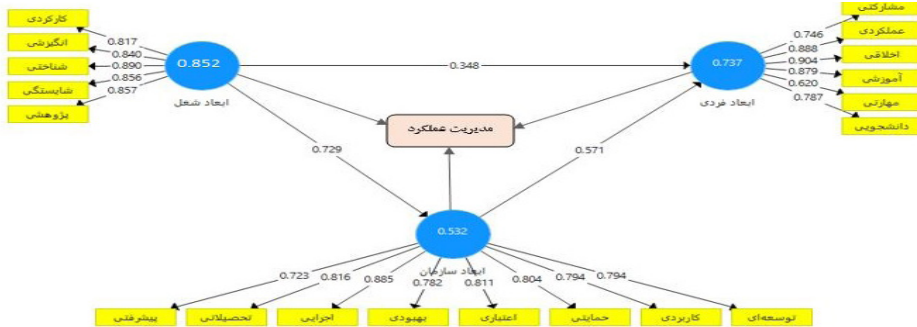 کارکردی
انگیزشی
شناختی
شایستگی
پژوهشی
0.817
0.840
0.890
0.856
0.857
0.852
ابعاد شغل
0.348
0.737
ابعاد فردی
مشارکتی
عملکردی
اخلاقی
آموزشی
مهارتی
دانشجویی
0.746
0.888
0.904
0.879
0.620
0.787
مدیریت عملکرد
0.729
0.571
0.532
ابعاد سازمان
0.723
0.816
0.885
0.782
0.811
0.804
0.794
0.794
پیشرفتی
تحصیلاتی
اجرایی
بهبودی
اعتباری
حمایتی
کاربردی
توسعه‌ای